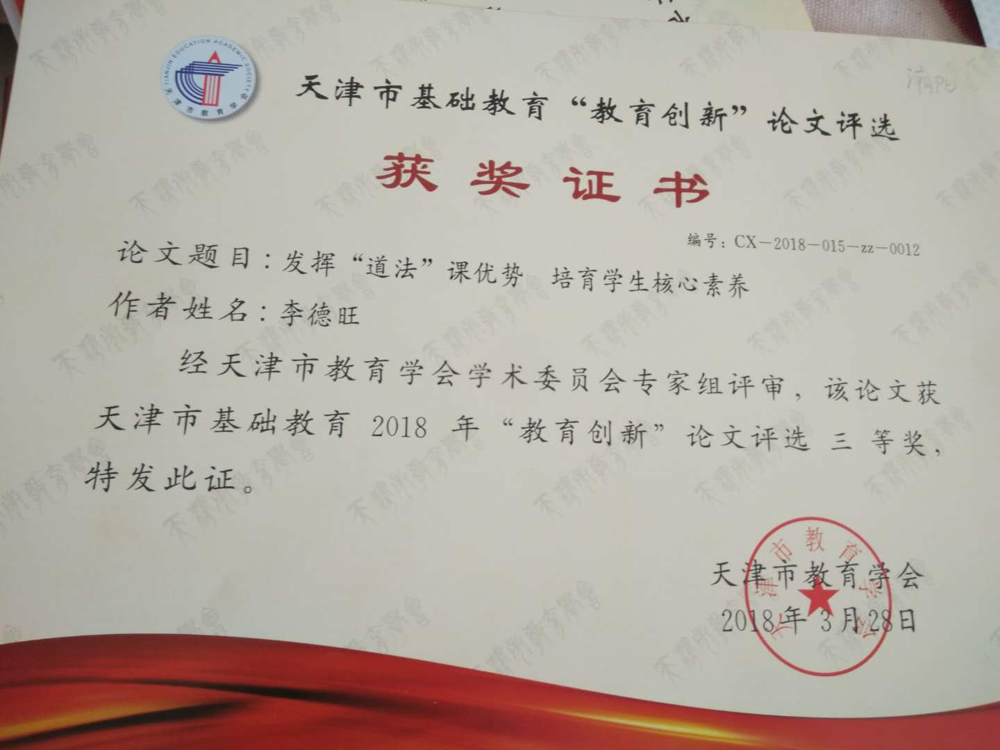 TIANJIN EDUCATION ACADEMIC SOCIETY
天津市教育学会
天津市基础教育“教育创新”论文评选
获奖证书
编号：CX－2018－015－zz－0012
论文题目：发挥“道法”课优势 培育学生核心素养
作者姓名：李德旺
经天津市教育学会学术委员会专家组评审，该论文获
天津市基础教育 2018 年“教育创新”论文评选 三 等奖，
特发此证。
天津市教育学会
2018年3月28日
天津市教育学会